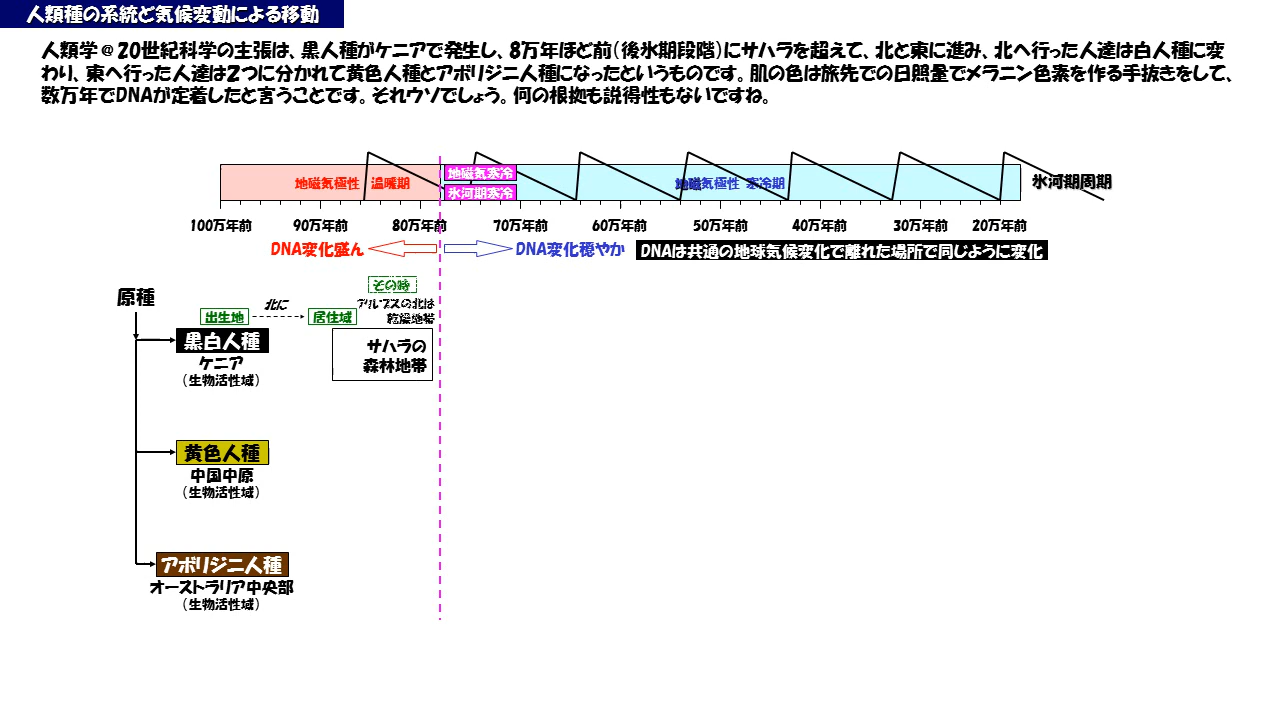 人類種の系統と気候変動による移動
人類学@20世紀科学の主張は、黒人種がケニアで発生し、8万年ほど前(後氷期段階)にサハラを超えて、北と東に進み、北へ行った人達は白人種に変
わり、東へ行った人達は2つに分かれて黄色人種とアボリジニ人種になったというものです。肌の色は旅先での日照量でメラニン色素を作る手抜きをして、
数万年でDNAが定着したと言うことです。それウソでしょう。何の根拠も説得性もないですね。
地磁気極性 温暖期
地磁気寒冷
氷河期寒冷
地磁気極性 寒冷期
氷河期周期
100万年前 90万年前 80万年前 70万年前 60万年前 50万年前 40万年前 30万年前 20万年前
DNA変化盛ん
DNA変化穏やか
DNAは共通の地球気候変化で離れた場所で同じように変化
その時
アルプスの北は
乾燥地帯
原種
北に
出生地
居住域
黒白人種
ケニア
(生物活性域)
サハラの
森林地帯
黄色人種
中国中原
(生物活性域)
アボリジニ人種
オーストラリア中央部
(生物活性域)